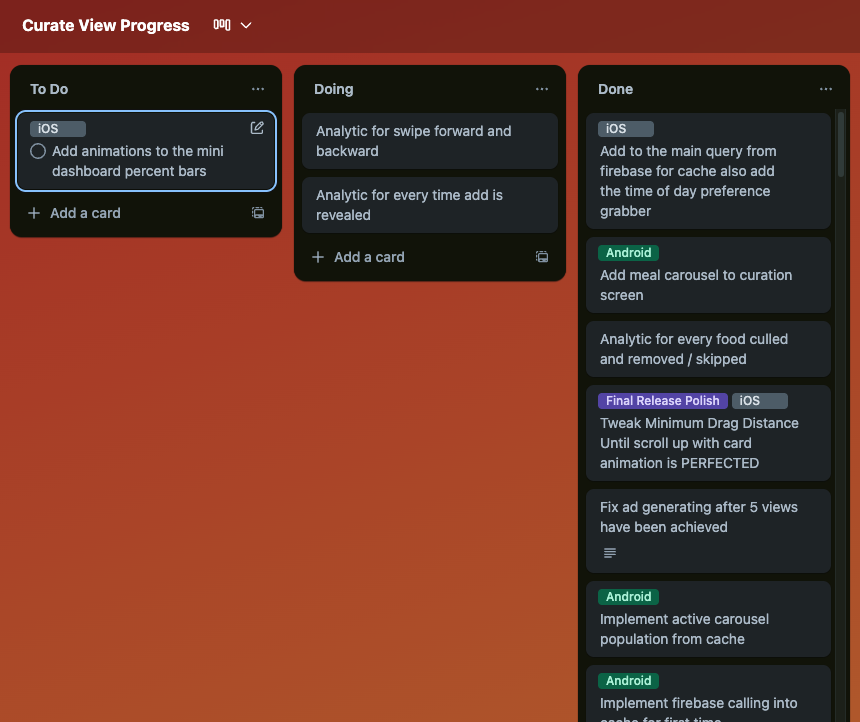 Curate View Progress
To Do
iOS
Add animations to the mini
dashboard percent bars
Add a card
Doing
Analytic for swipe forward and
backward
Analytic for every time add is
revealed
Add a card
Done
iOS
Add to the main query from
firebase for cache also add
the time of day preference
grabber
Android
Add meal carousel to curation
screen
Analytic for every food culled
and removed / skipped
Final Release Polish iOS
Tweak Minimum Drag Distance
Until scroll up with card
animation is PERFECTED
Fix ad generating after 5 views
have been achieved
Android
Implement active carousel
population from cache
Android
Implement firebase calling into
cache for first time